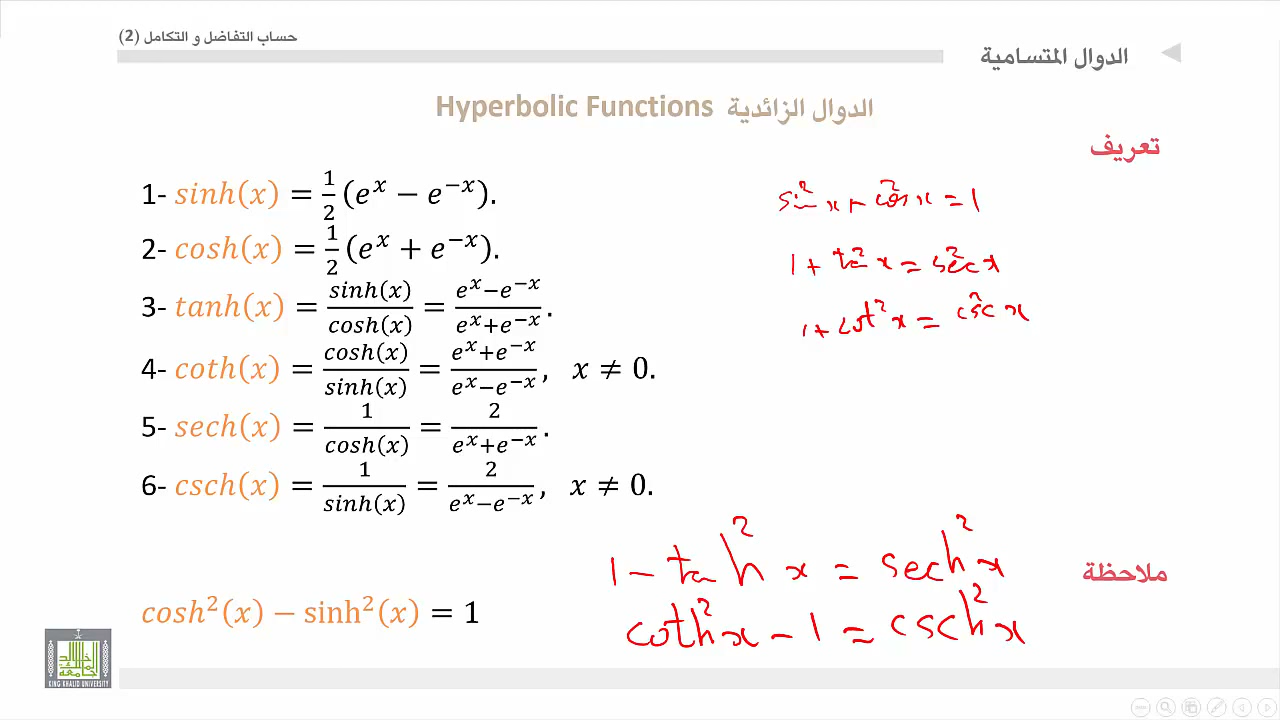 حساب التفاضل و التكامل (2)
الدوال المتسامية
الدوال الزائدية Hyperbolic Functions
تعريف
1- sinh(x) = 1/2 (e^x − e^−x).
2- cosh(x) = 1/2 (e^x + e^−x).
3- tanh(x) = sinh(x)/cosh(x) = (e^x−e^−x)/(e^x+e^−x).
4- coth(x) = cosh(x)/sinh(x) = (e^x+e^−x)/(e^x−e^−x), x ≠ 0.
5- sech(x) = 1/cosh(x) = 2/(e^x+e^−x).
6- csch(x) = 1/sinh(x) = 2/(e^x−e^−x), x ≠ 0.
sin²x + cos²x = 1
1 + tan²x = sec²x
1 + cot²x = csc²x
ملاحظة
cosh²(x) − sinh²(x) = 1
1 − tanh²x = sech²x
coth²x − 1 = csch²x
KING KHALID UNIVERSITY